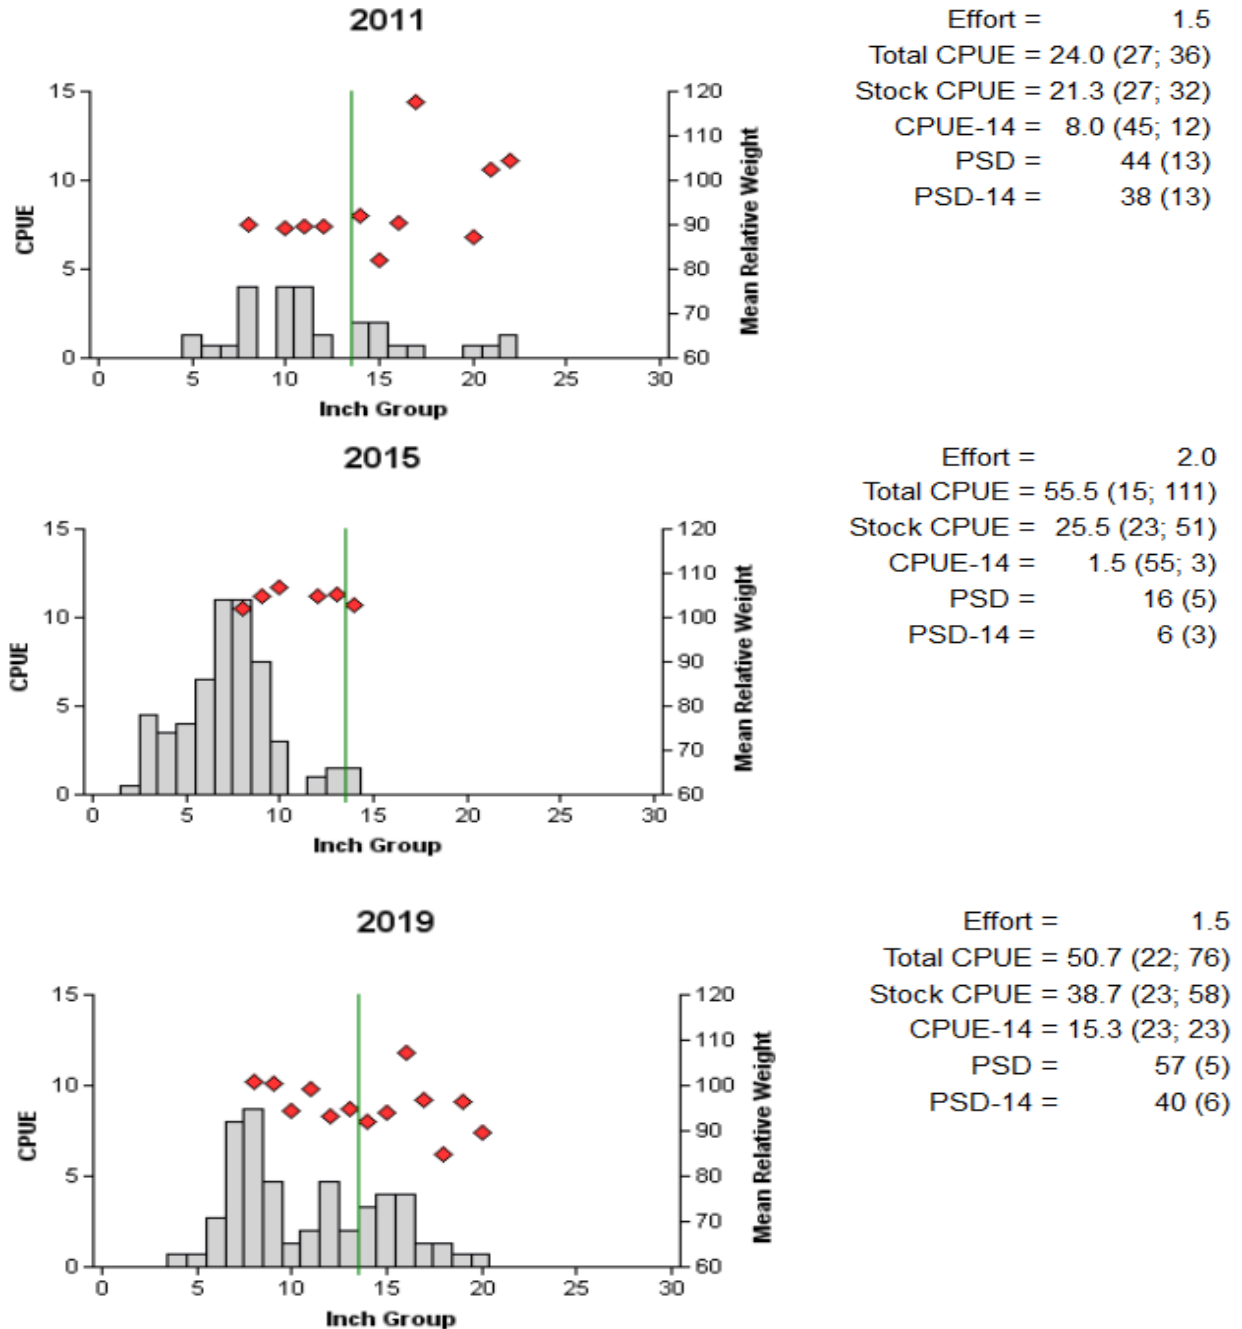 2011
Effort = 1.5
Total CPUE = 24.0 (27; 36)
Stock CPUE = 21.3 (27; 32)
CPUE-14 = 8.0 (45; 12)
PSD = 44 (13)
PSD-14 = 38 (13)
15 120
110
10 100
90
5 80
70
0 60
CPUE
Mean Relative Weight
0 5 10 15 20 25 30
Inch Group
2015
Effort = 2.0
Total CPUE = 55.5 (15; 111)
Stock CPUE = 25.5 (23; 51)
CPUE-14 = 1.5 (55; 3)
PSD = 16 (5)
PSD-14 = 6 (3)
15 120
110
10 100
90
5 80
70
0 60
CPUE
Mean Relative Weight
0 5 10 15 20 25 30
Inch Group
2019
Effort = 1.5
Total CPUE = 50.7 (22; 76)
Stock CPUE = 38.7 (23; 58)
CPUE-14 = 15.3 (23; 23)
PSD = 57 (5)
PSD-14 = 40 (6)
15 120
110
10 100
90
5 80
70
0 60
CPUE
Mean Relative Weight
0 5 10 15 20 25 30
Inch Group